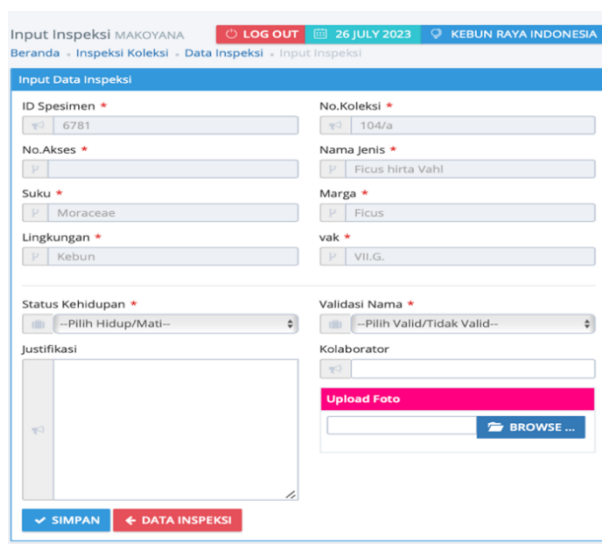 Input Inspeksi MAKOYANA LOG OUT 26 JULY 2023 KEBUN RAYA INDONESIA
Beranda Inspeksi Koleksi Data Inspeksi Input Inspeksi
Input Data Inspeksi
ID Spesimen * No.Koleksi *
6781 104/a
No.Akses * Nama Jenis *
Ficus hirta Vahl
Suku * Marga *
Moraceae Ficus
Lingkungan * vak *
Kebun VII.G.
Status Kehidupan * Validasi Nama *
--Pilih Hidup/Mati-- --Pilih Valid/Tidak Valid--
Justifikasi Kolaborator
Upload Foto
BROWSE ...
SIMPAN DATA INSPEKSI